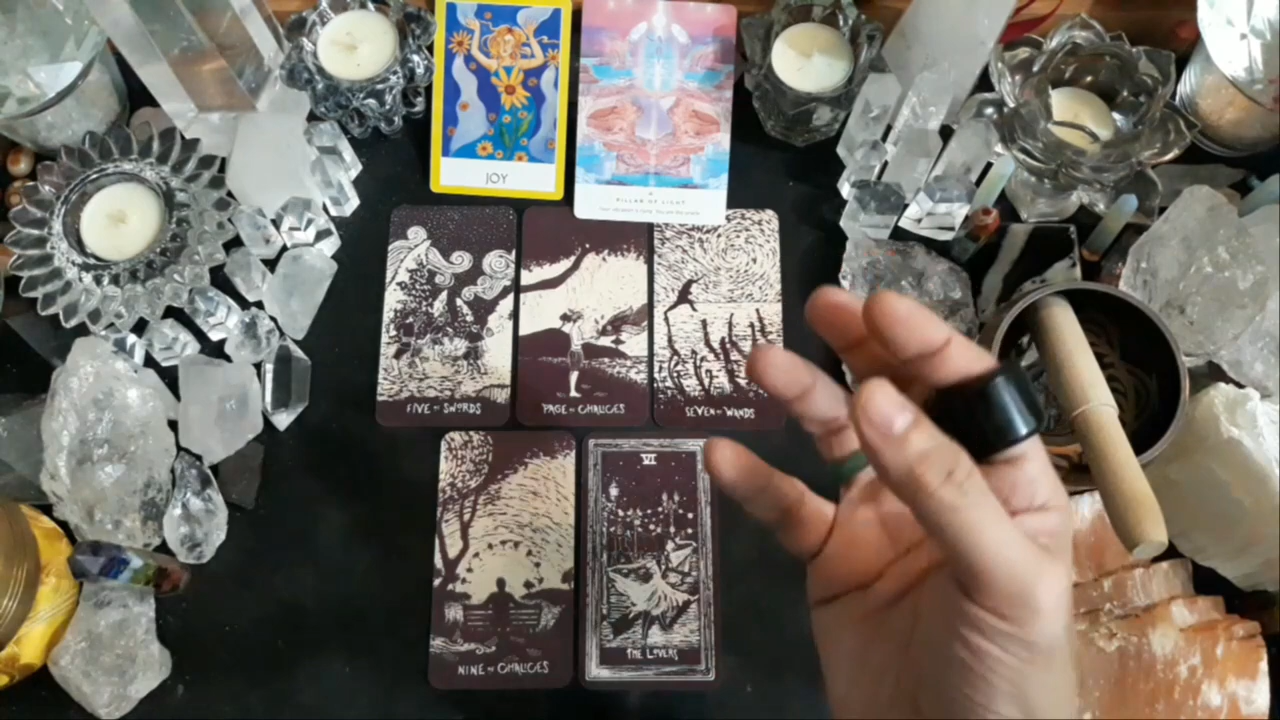 JOY
PILLAR OF LIGHT
FIVE OF SWORDS
PAGE OF CHALICES
SEVEN OF WANDS
NINE OF CHALICES
VI
THE LOVERS